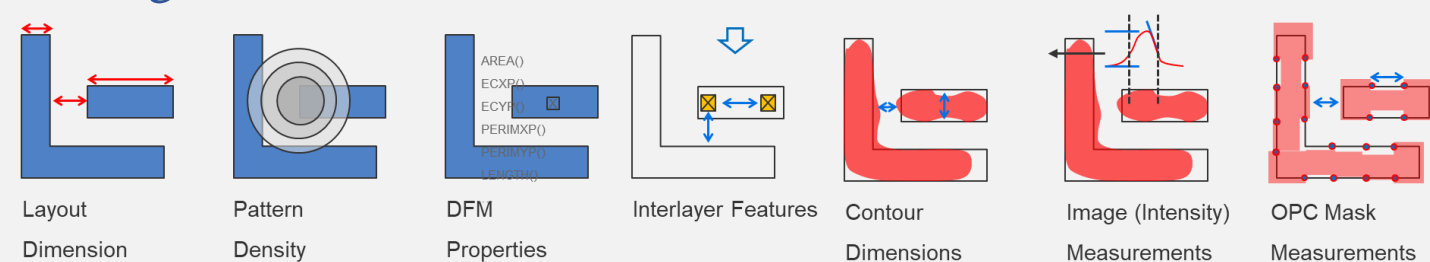 AREA()
ECXP()
ECYP()
PERIMXP()
PERIMYP()
LENGTH()
Layout
Dimension
Pattern
Density
DFM
Properties
Interlayer Features
Contour
Dimensions
Image (Intensity)
Measurements
OPC Mask
Measurements